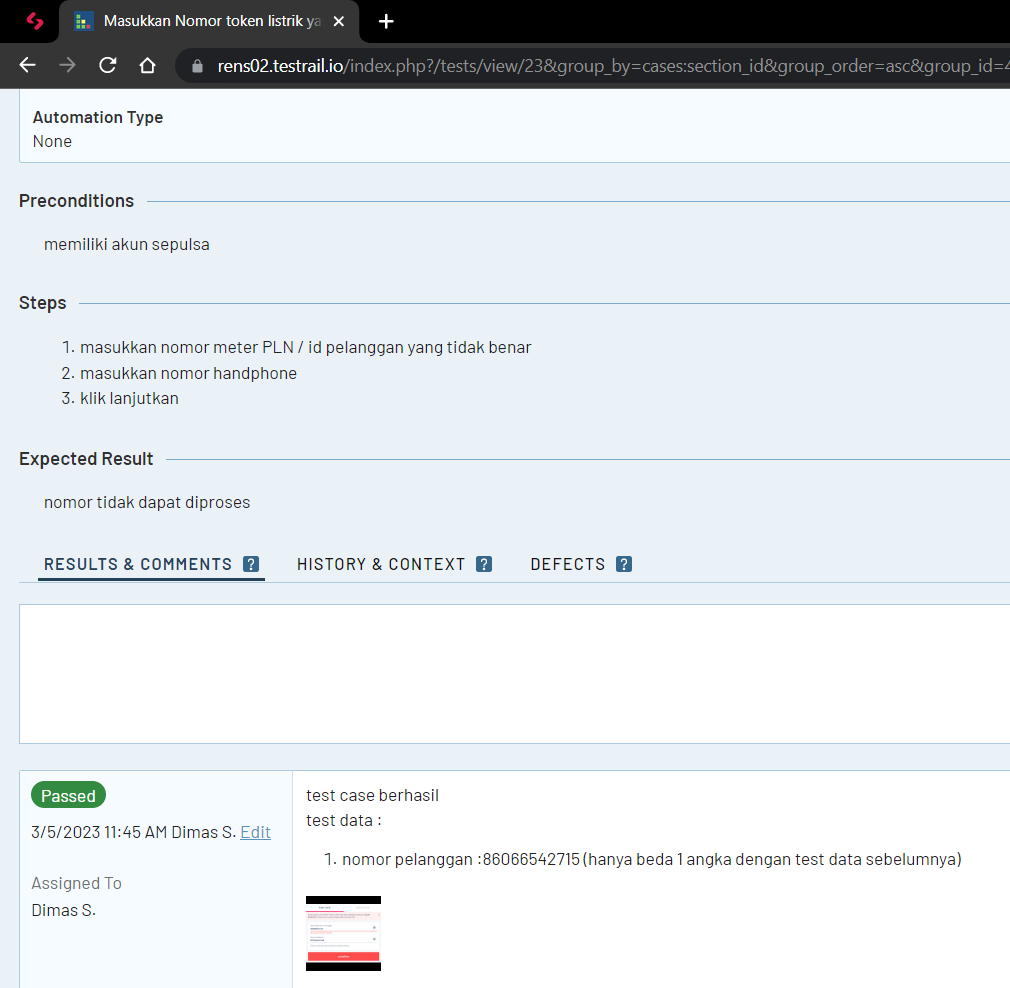 Masukkan Nomor token listrik ya
rens02.testrail.io/index.php?/tests/view/23&group_by=cases:section_id&group_order=asc&group_id=4
Automation Type
None
Preconditions
memiliki akun sepulsa
Steps
1. masukkan nomor meter PLN / id pelanggan yang tidak benar
2. masukkan nomor handphone
3. klik lanjutkan
Expected Result
nomor tidak dapat diproses
RESULTS & COMMENTS ? HISTORY & CONTEXT ? DEFECTS ?
Passed
3/5/2023 11:45 AM Dimas S. Edit
Assigned To
Dimas S.
test case berhasil
test data :
1. nomor pelanggan :86066542715 (hanya beda 1 angka dengan test data sebelumnya)